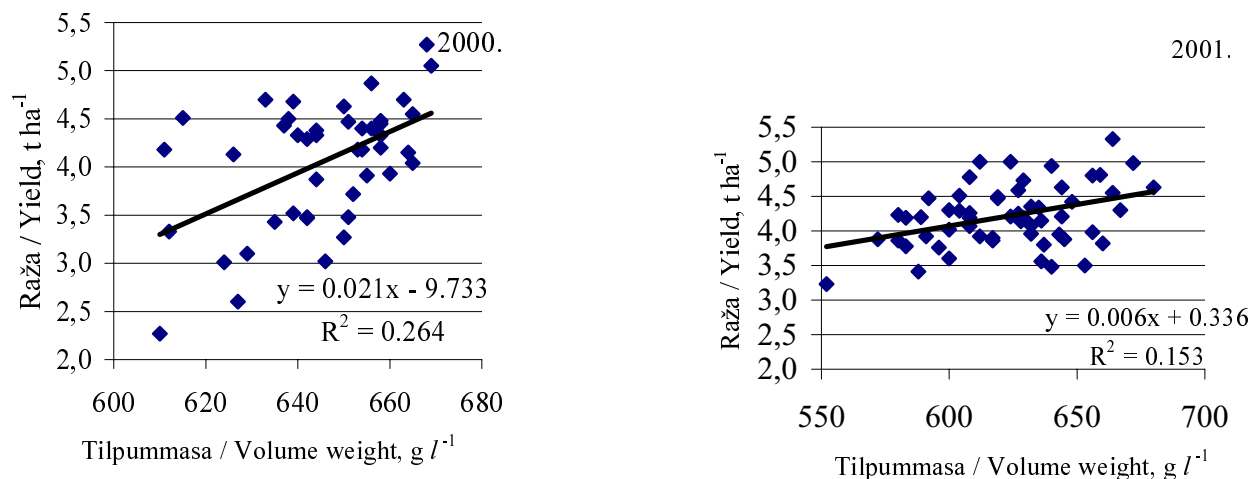 5,5
5,0
4,5
4,0
3,5
3,0
2,5
2,0
Raža / Yield, t ha⁻¹
2000.
y = 0.021x - 9.733
R² = 0.264
600 620 640 660 680
Tilpummasa / Volume weight, g l⁻¹
2001.
5,5
5,0
4,5
4,0
3,5
3,0
2,5
2,0
Raža / Yield, t ha⁻¹
y = 0.006x + 0.336
R² = 0.153
550 600 650 700
Tilpummasa / Volume weight, g l⁻¹